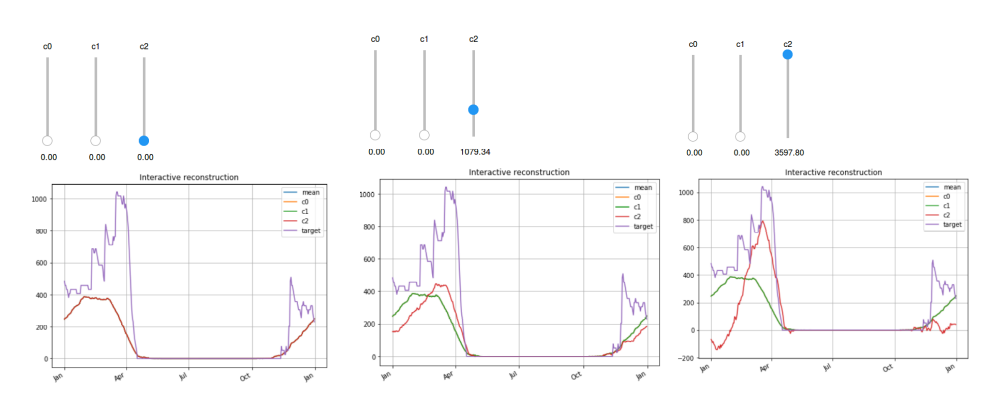 c0 c1 c2
0.00 0.00 0.00
Interactive reconstruction
mean
c0
c1
c2
target
1000
800
600
400
200
0
Jan Apr Jul Oct Jan
c0 c1 c2
0.00 0.00 1079.34
Interactive reconstruction
mean
c0
c1
c2
target
1000
800
600
400
200
0
Jan Apr Jul Oct Jan
c0 c1 c2
0.00 0.00 3597.80
Interactive reconstruction
mean
c0
c1
c2
target
1000
800
600
400
200
0
−200
Jan Apr Jul Oct Jan